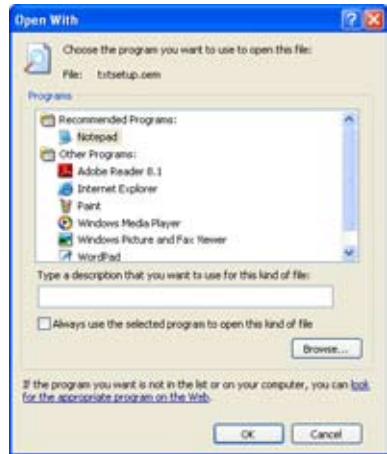 Open With
Choose the program you want to use to open this file:
File: txtsetup.oem
Programs
Recommended Programs:
Notepad
Other Programs:
Adobe Reader 8.1
Internet Explorer
Paint
Windows Media Player
Windows Picture and Fax Viewer
WordPad
Type a description that you want to use for this kind of file:
Always use the selected program to open this kind of file
Browse...
If the program you want is not in the list or on your computer, you can look
for the appropriate program on the Web.
OK Cancel